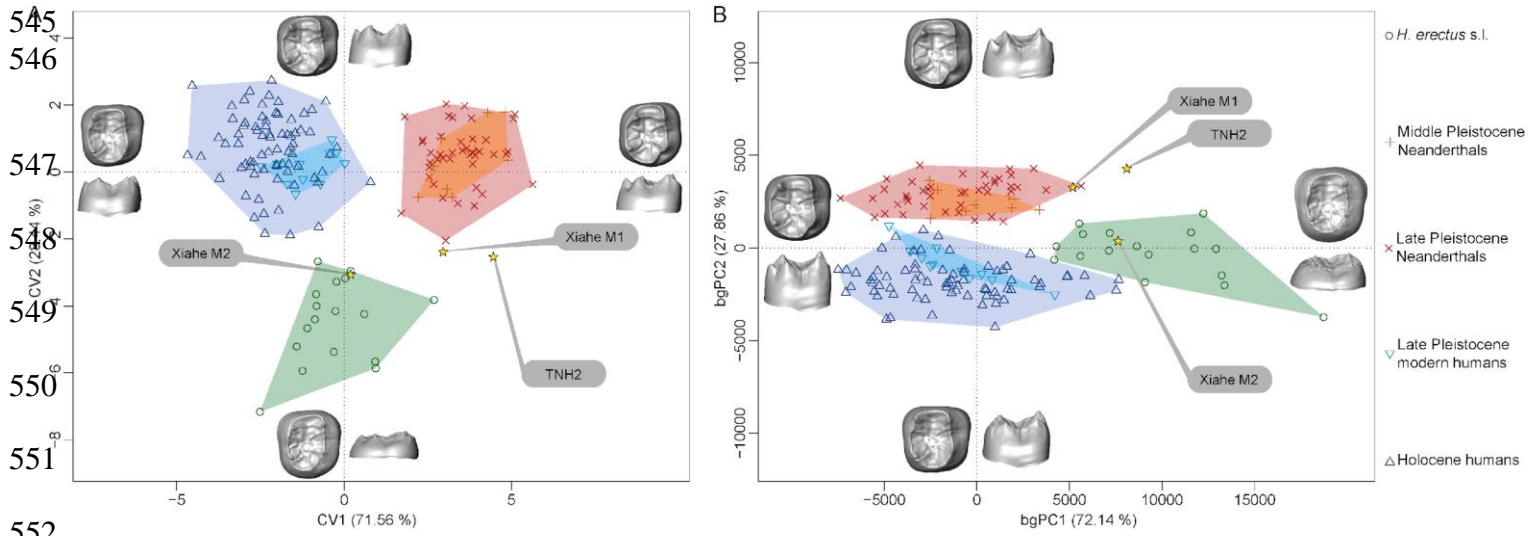 545
546
547
548
549
550
551
552
A
4
2
0
-2
-4
-6
-8
-5
0
5
CV1 (71.56 %)
Xiahe M1
Xiahe M2
TNH2
B
10000
5000
0
-5000
-10000
-5000
0
5000
10000
15000
bgPC1 (72.14 %)
bgPC2 (27.86 %)
Xiahe M1
TNH2
Xiahe M2
H. erectus s.l.
Middle Pleistocene
Neanderthals
Late Pleistocene
Neanderthals
Late Pleistocene
modern humans
Holocene humans